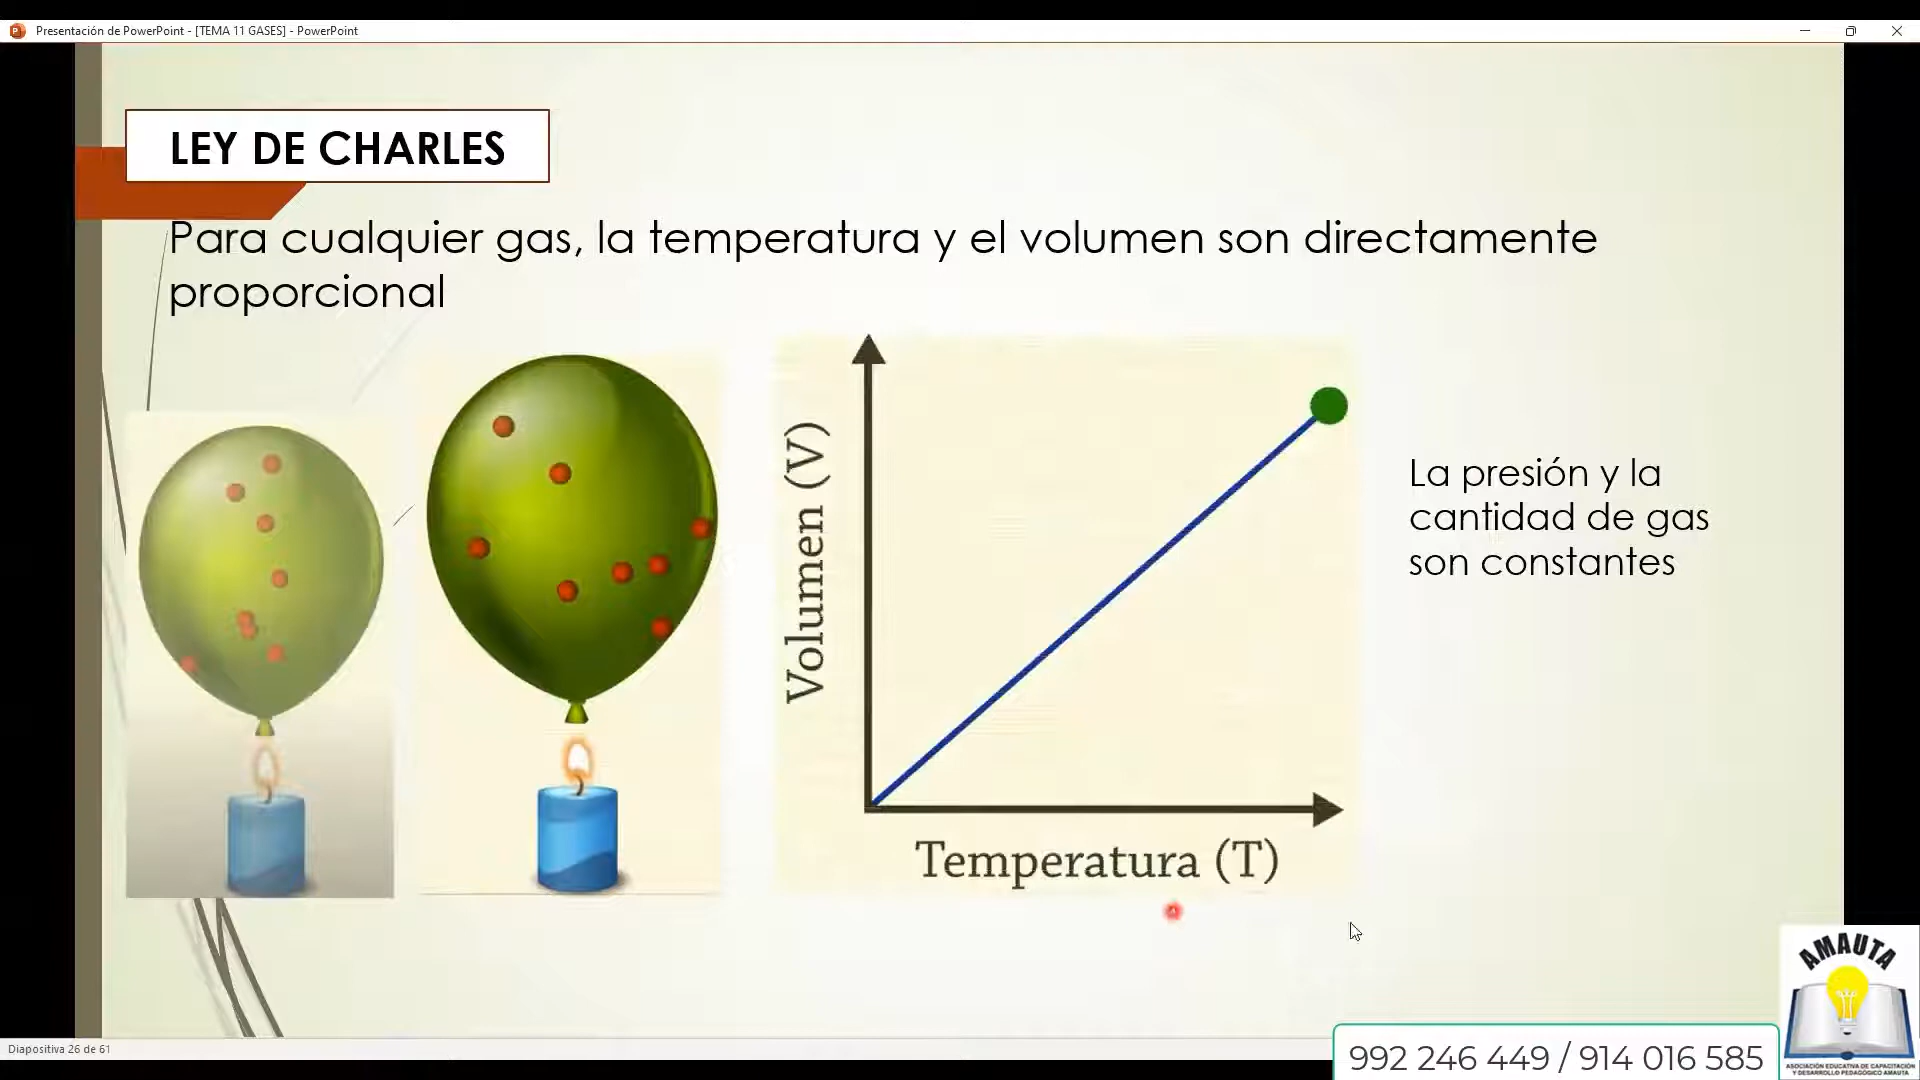 Presentación de PowerPoint - [TEMA 11 GASES] - PowerPoint
LEY DE CHARLES
Para cualquier gas, la temperatura y el volumen son directamente
proporcional
Volumen (V)
Temperatura (T)
La presión y la
cantidad de gas
son constantes
Diapositiva 26 de 61
992 246 449 / 914 016 585
AMAUTA
ASOCIACIÓN EDUCATIVA DE CAPACITACIÓN
Y DESARROLLO PEDAGÓGICO AMAUTA